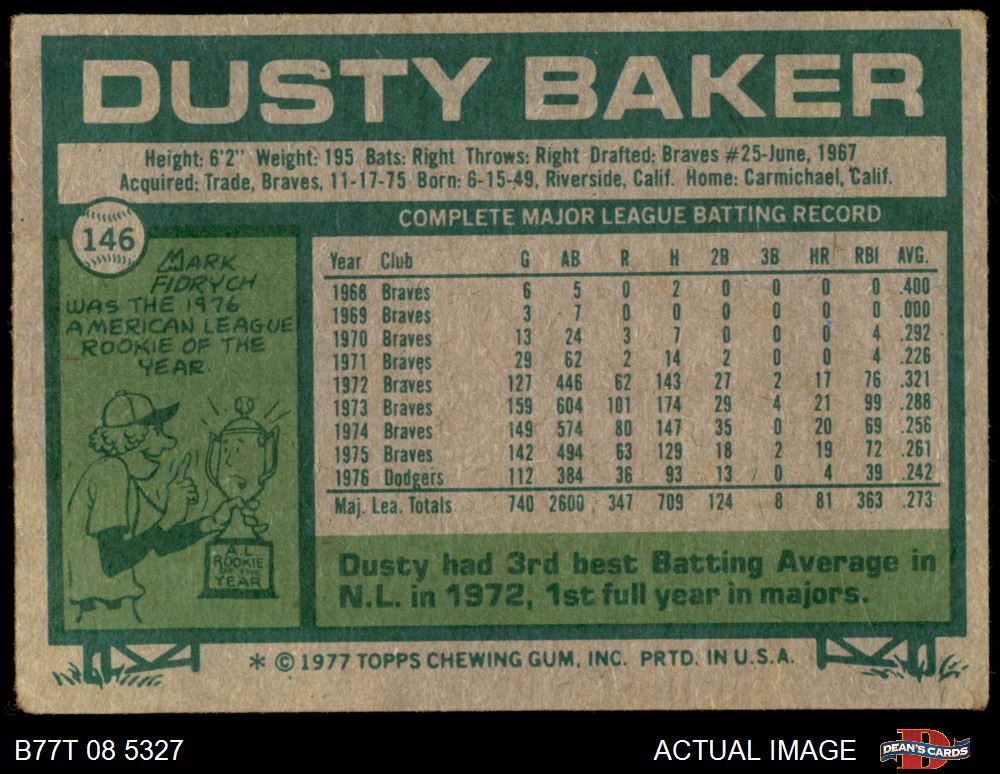 DUSTY BAKER
Height: 6'2" Weight: 195 Bats: Right Throws: Right Drafted: Braves #25-June, 1967
Acquired: Trade, Braves, 11-17-75 Born: 6-15-49, Riverside, Calif. Home: Carmichael, Calif.
146
MARK
FIDRYCH
WAS THE 1976
AMERICAN LEAGUE
ROOKIE OF THE
YEAR
A.L.
ROOKIE
OF THE
YEAR
COMPLETE MAJOR LEAGUE BATTING RECORD
Year Club G AB R H 2B 3B HR RBI AVG.
1968 Braves 6 5 0 2 0 0 0 0 .400
1969 Braves 3 7 0 0 0 0 0 0 .000
1970 Braves 13 24 3 7 0 0 0 4 .292
1971 Braves 29 62 2 14 2 0 0 4 .226
1972 Braves 127 446 62 143 27 2 17 76 .321
1973 Braves 159 604 101 174 29 4 21 99 .288
1974 Braves 149 574 80 147 35 0 20 69 .256
1975 Braves 142 494 63 129 18 2 19 72 .261
1976 Dodgers 112 384 36 93 13 0 4 39 .242
Maj. Lea. Totals 740 2600 347 709 124 8 81 363 .273
Dusty had 3rd best Batting Average in
N.L. in 1972, 1st full year in majors.
* © 1977 TOPPS CHEWING GUM, INC. PRTD. IN U.S.A.
B77T 08 5327
ACTUAL IMAGE
DEAN'S CARDS